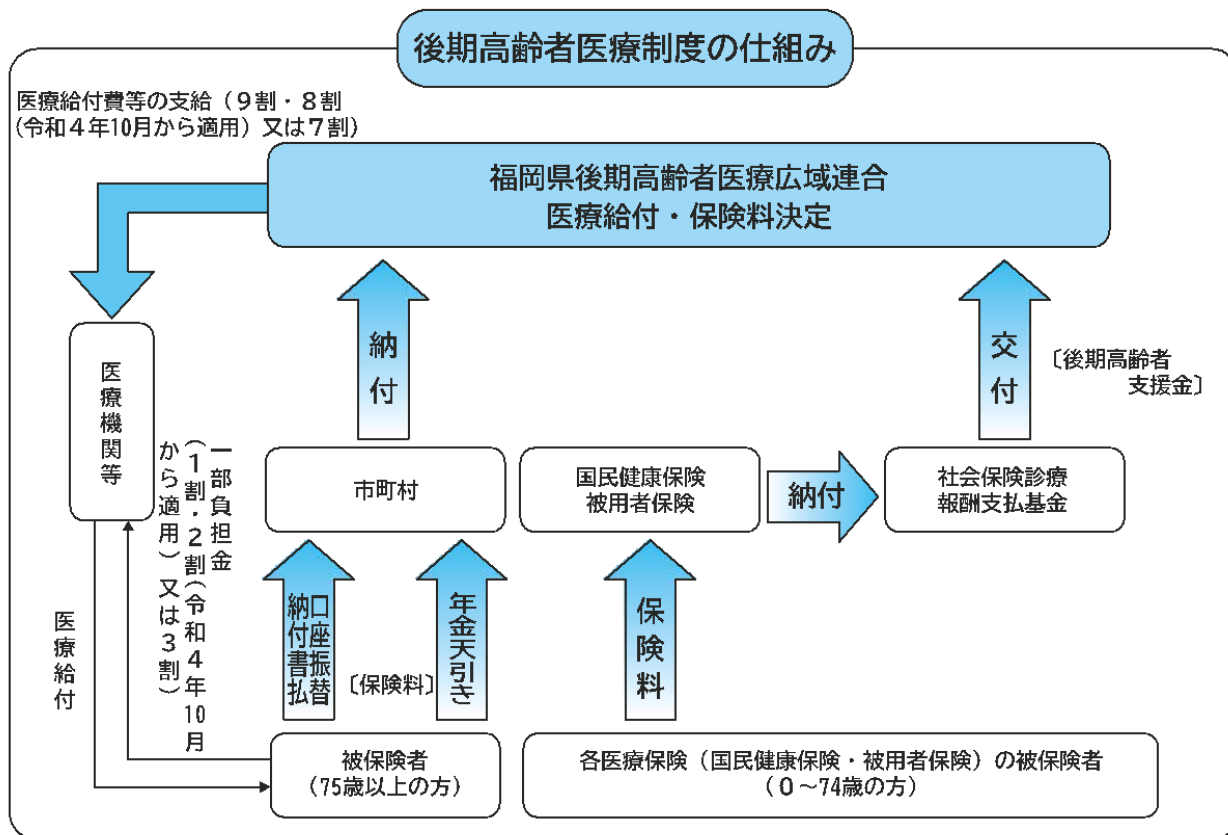 後期高齢者医療制度の仕組み
医療給付費等の支給（９割・８割
（令和４年10月から適用）又は７割）
福岡県後期高齢者医療広域連合
医療給付・保険料決定
納付
交付
〔後期高齢者
支援金〕
医療機関等
一部負担金
（１割・２割（令和４年10月
から適用）又は３割）
医療給付
市町村
国民健康保険
被用者保険
納付
社会保険診療
報酬支払基金
口座振替
納付書払
〔保険料〕
年金天引き
保険料
被保険者
（75歳以上の方）
各医療保険（国民健康保険・被用者保険）の被保険者
（０～74歳の方）